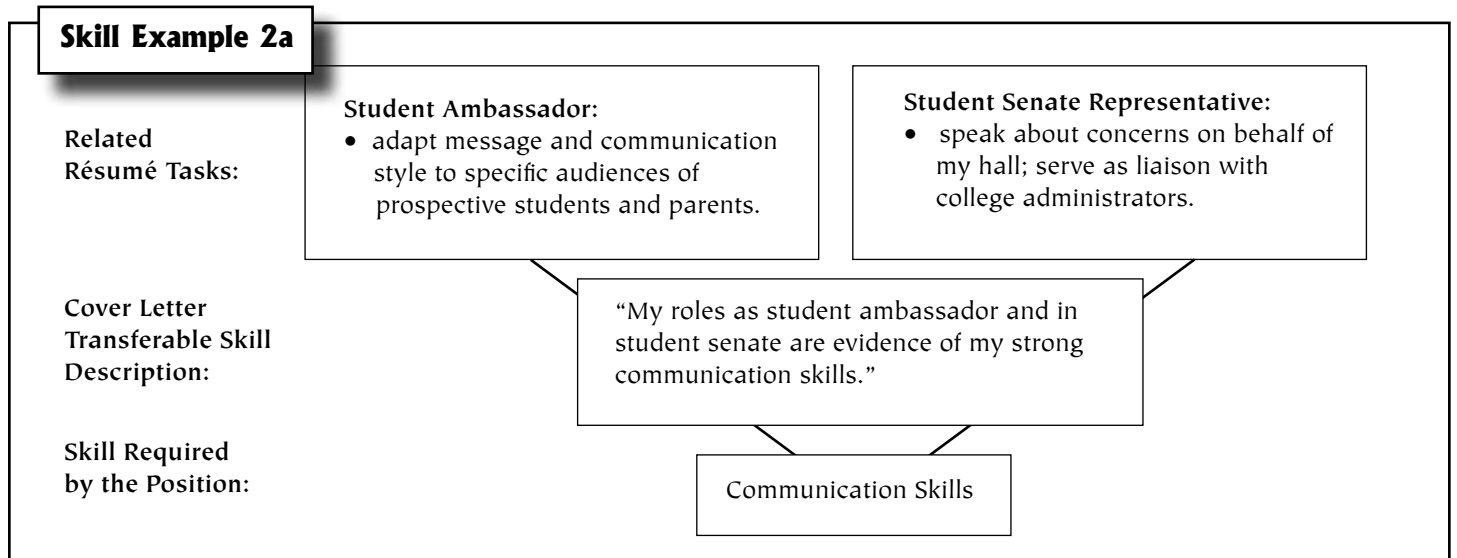 Skill Example 2a
Related
Résumé Tasks:
Student Ambassador:
• adapt message and communication
style to specific audiences of
prospective students and parents.
Student Senate Representative:
• speak about concerns on behalf of
my hall; serve as liaison with
college administrators.
Cover Letter
Transferable Skill
Description:
“My roles as student ambassador and in
student senate are evidence of my strong
communication skills.”
Skill Required
by the Position:
Communication Skills